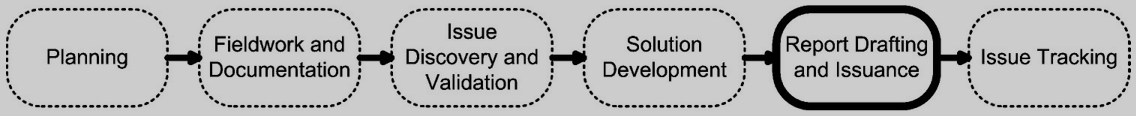 Planning
Fieldwork and
Documentation
Issue
Discovery and
Validation
Solution
Development
Report Drafting
and Issuance
Issue Tracking